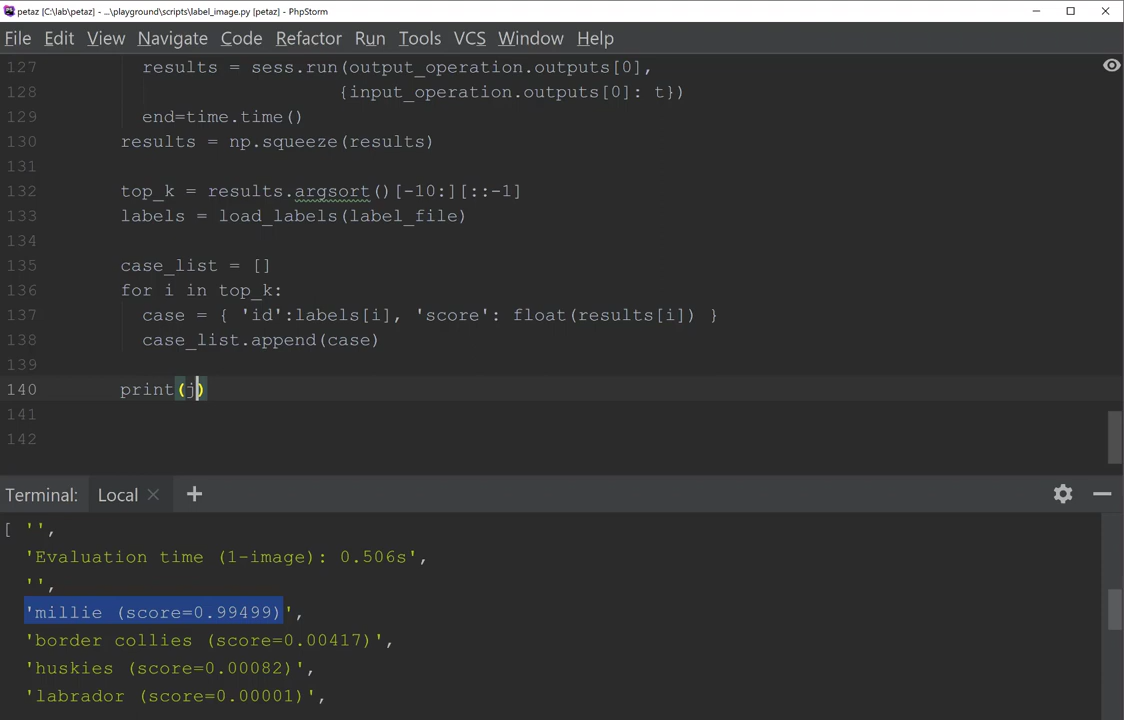 petaz [C:\lab\petaz] - ...\playground\scripts\label_image.py [petaz] - PhpStorm
File Edit View Navigate Code Refactor Run Tools VCS Window Help
127 results = sess.run(output_operation.outputs[0],
128 {input_operation.outputs[0]: t})
129 end=time.time()
130 results = np.squeeze(results)
131
132 top_k = results.argsort()[-10:][::-1]
133 labels = load_labels(label_file)
134
135 case_list = []
136 for i in top_k:
137 case = { 'id':labels[i], 'score': float(results[i]) }
138 case_list.append(case)
139
140 print(j)
141
142
Terminal: Local × +
[ '',
'Evaluation time (1-image): 0.506s',
'',
'millie (score=0.99499)',
'border collies (score=0.00417)',
'huskies (score=0.00082)',
'labrador (score=0.00001)',